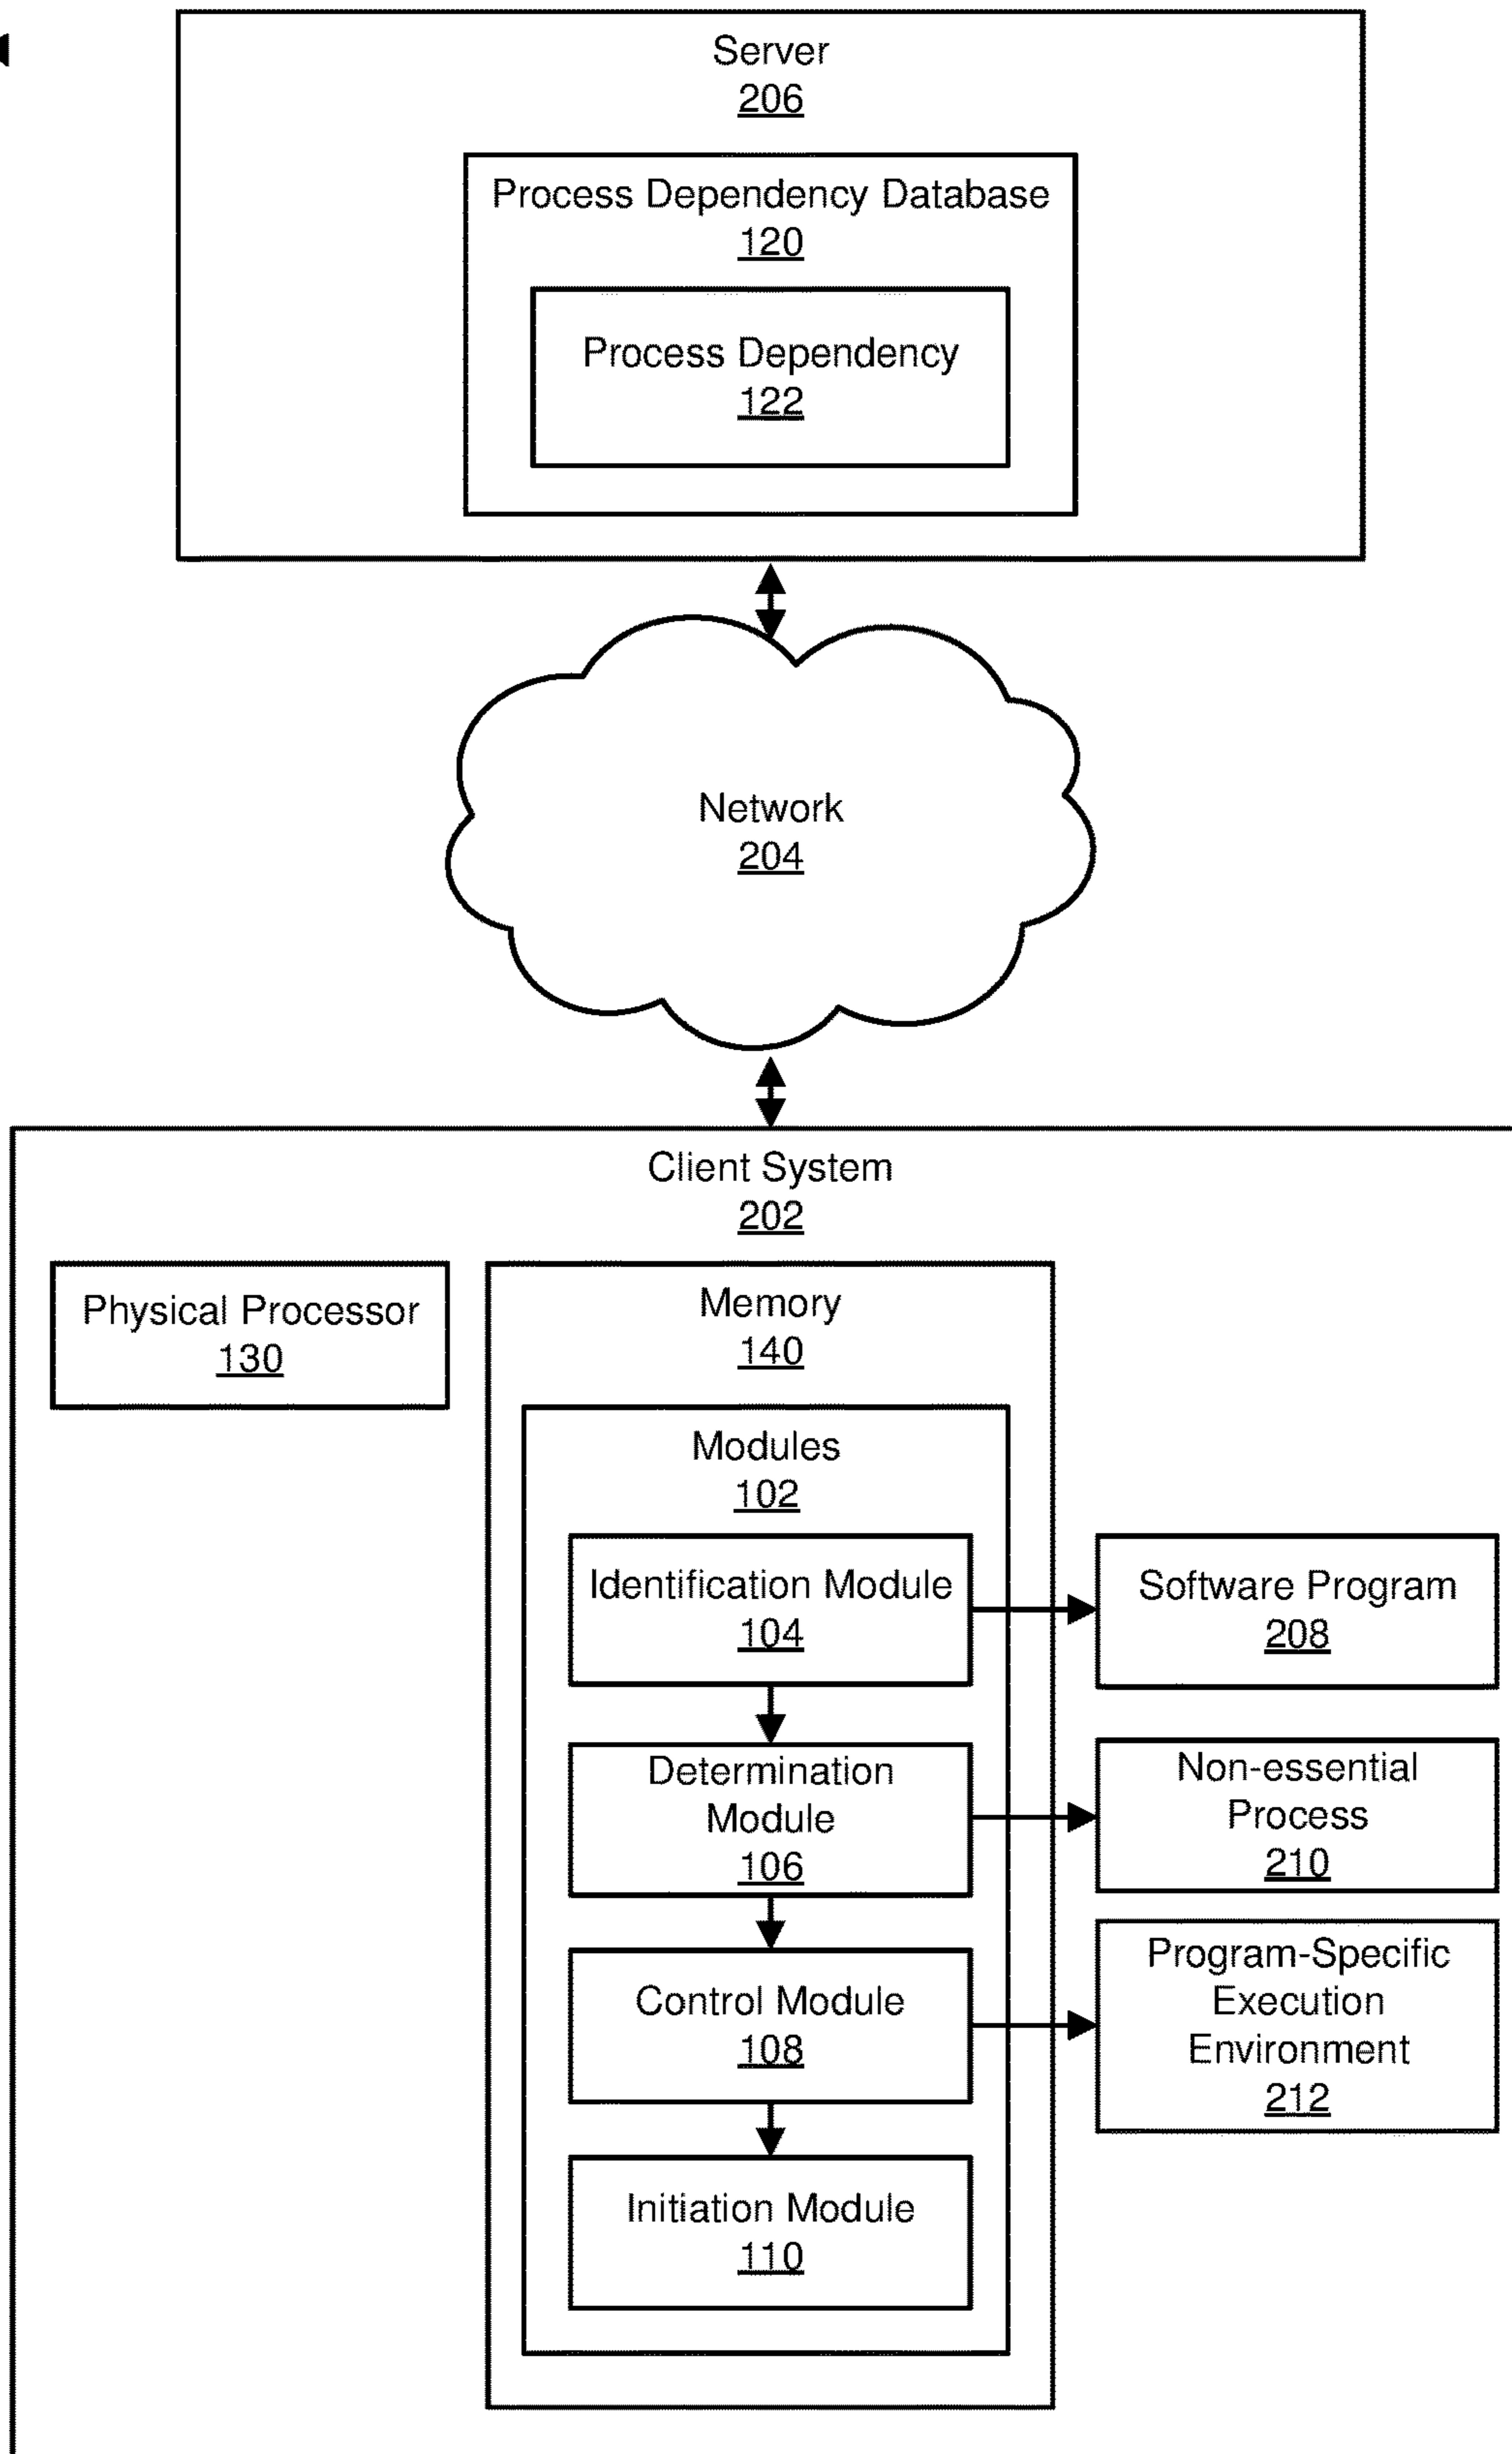 Server
206
Process Dependency Database
120
Process Dependency
122
Network
204
Client System
202
Physical Processor
130
Memory
140
Modules
102
Identification Module
104
Software Program
208
Determination
Module
106
Non-essential
Process
210
Control Module
108
Program-Specific
Execution
Environment
212
Initiation Module
110